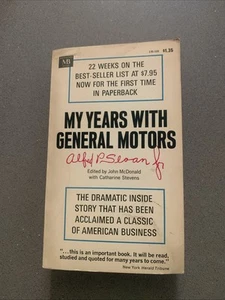 MB
$1.25
22 WEEKS ON THE
BEST-SELLER LIST AT $7.95
NOW FOR THE FIRST TIME
IN PAPERBACK
MY YEARS WITH
GENERAL MOTORS
Alfred P. Sloan Jr.
Edited by John McDonald
with Catharine Stevens
THE DRAMATIC INSIDE
STORY THAT HAS BEEN
ACCLAIMED A CLASSIC
OF AMERICAN BUSINESS
"...this is an important book. It will be read,
studied and quoted for many years to come."
New York Herald Tribune